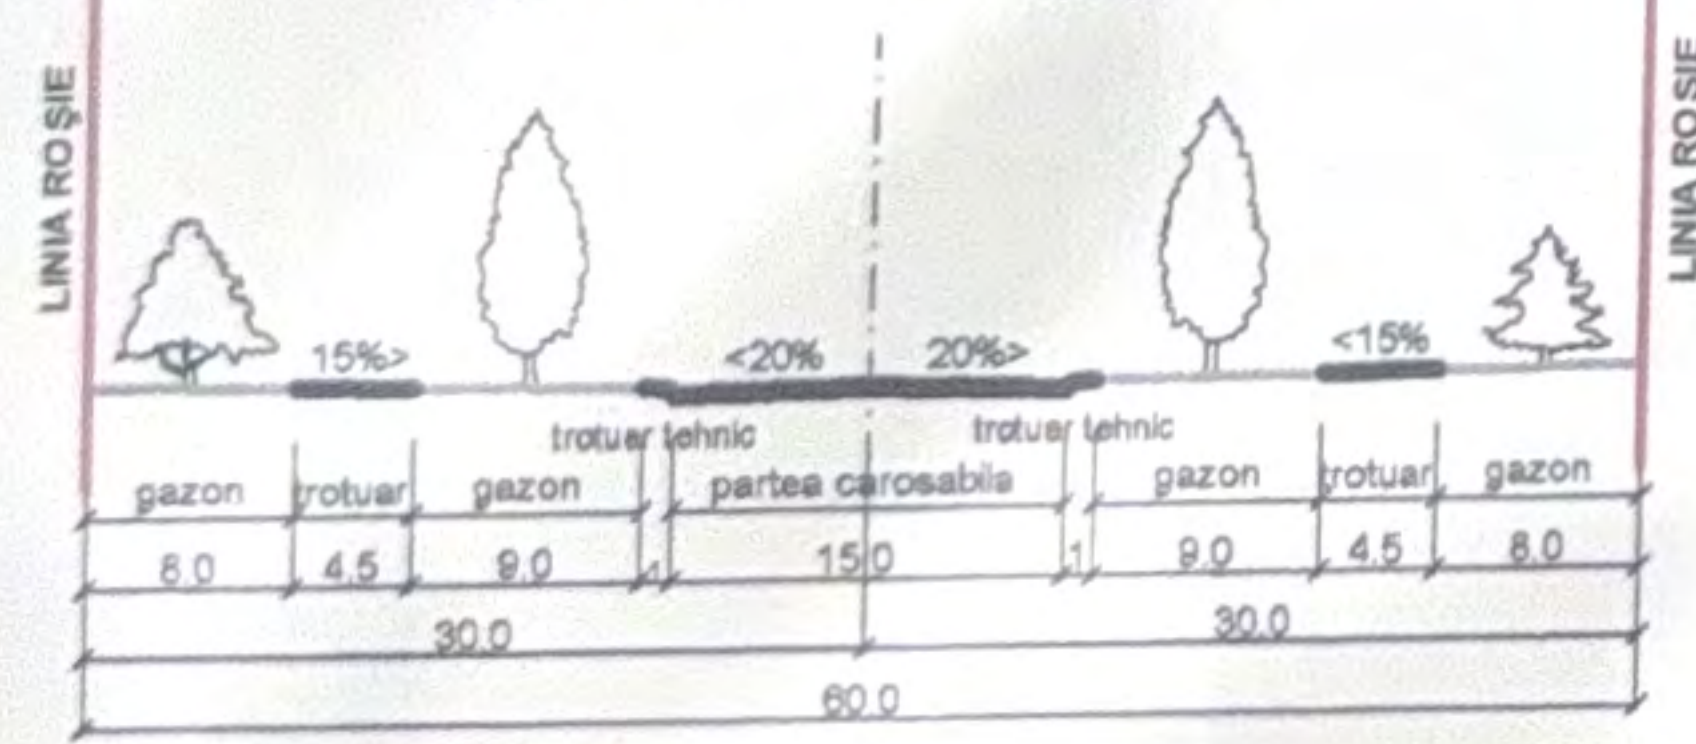 LINIA ROŞIE
LINIA ROŞIE
15%>
<20%
20%>
<15%
trotuar tehnic
trotuar tehnic
gazon trotuar gazon partea carosabila gazon trotuar gazon
8.0 4.5 9.0 1 15.0 1 9.0 4.5 8.0
30.0 30.0
60.0